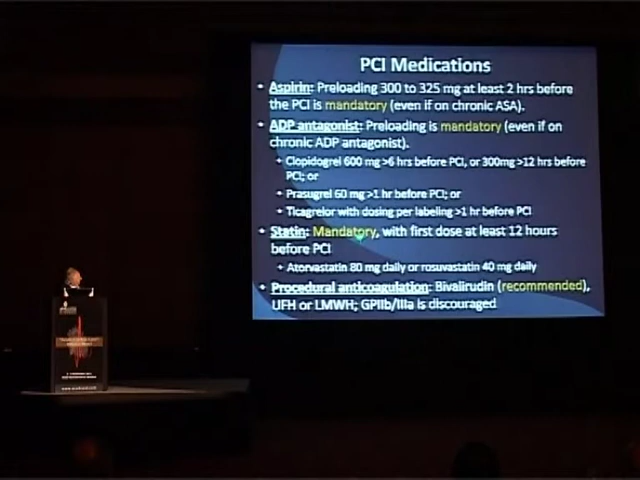 PCI Medications
• Aspirin: Preloading 300 to 325 mg at least 2 hrs before
the PCI is mandatory (even if on chronic ASA).
• ADP antagonist: Preloading is mandatory (even if on
chronic ADP antagonist).
• Clopidogrel 600 mg >6 hrs before PCI, or 300mg >12 hrs before
PCI; or
• Prasugrel 60 mg >1 hr before PCI; or
• Ticagrelor with dosing per labeling >1 hr before PCI
• Statin: Mandatory, with first dose at least 12 hours
before PCI
• Atorvastatin 80 mg daily or rosuvastatin 40 mg daily
• Procedural anticoagulation: Bivalirudin (recommended),
UFH or LMWH; GPIIb/IIIa is discouraged